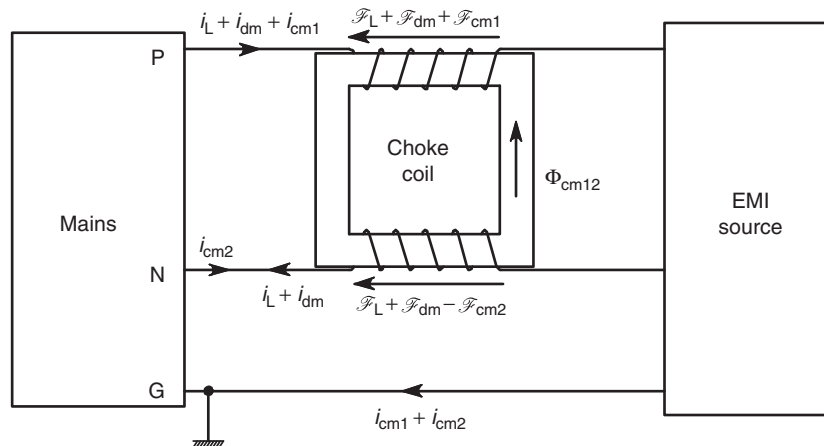 i_L + i_dm + i_cm1
ℱ_L + ℱ_dm + ℱ_cm1
P
Choke
coil
Φ_cm12
Mains
EMI
source
i_cm2
N
i_L + i_dm
ℱ_L + ℱ_dm − ℱ_cm2
G
i_cm1 + i_cm2